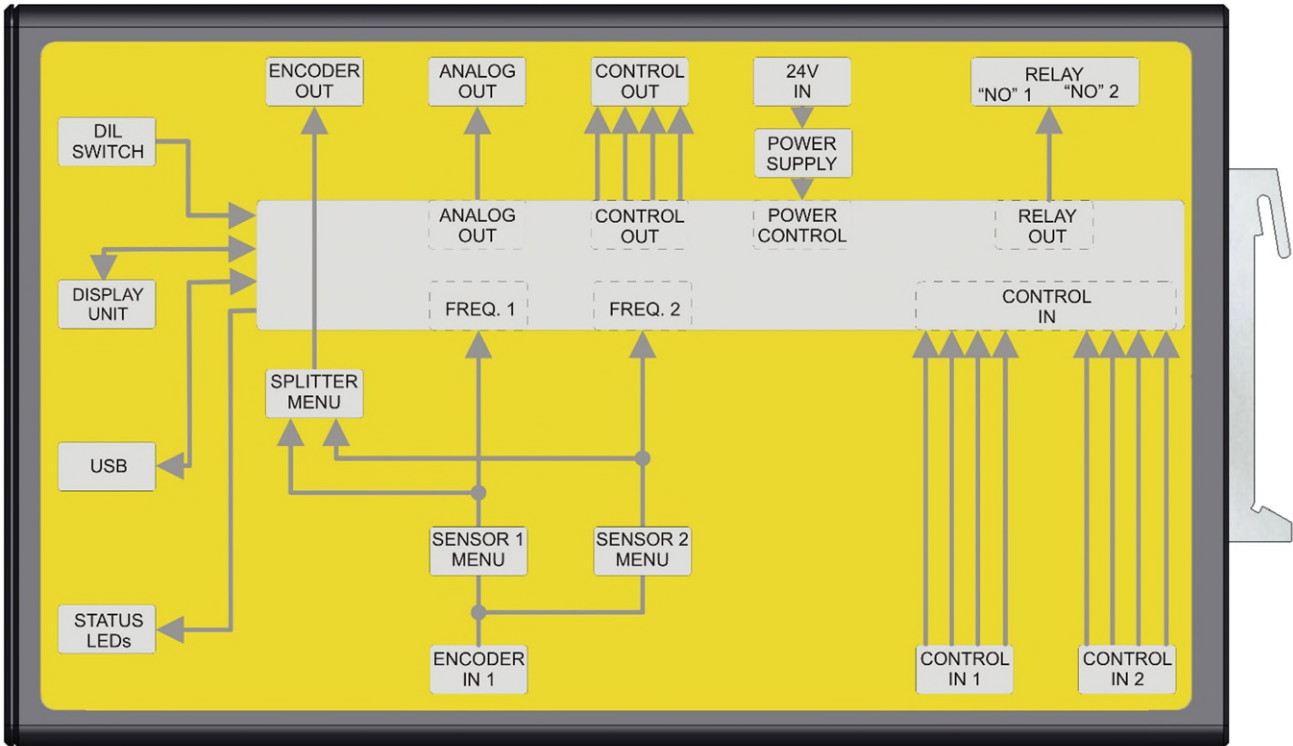 ENCODER
OUT
ANALOG
OUT
CONTROL
OUT
24V
IN
RELAY
“NO” 1 “NO” 2
DIL
SWITCH
POWER
SUPPLY
ANALOG
OUT
CONTROL
OUT
POWER
CONTROL
RELAY
OUT
DISPLAY
UNIT
FREQ. 1
FREQ. 2
CONTROL
IN
SPLITTER
MENU
USB
SENSOR 1
MENU
SENSOR 2
MENU
STATUS
LEDs
ENCODER
IN 1
CONTROL
IN 1
CONTROL
IN 2